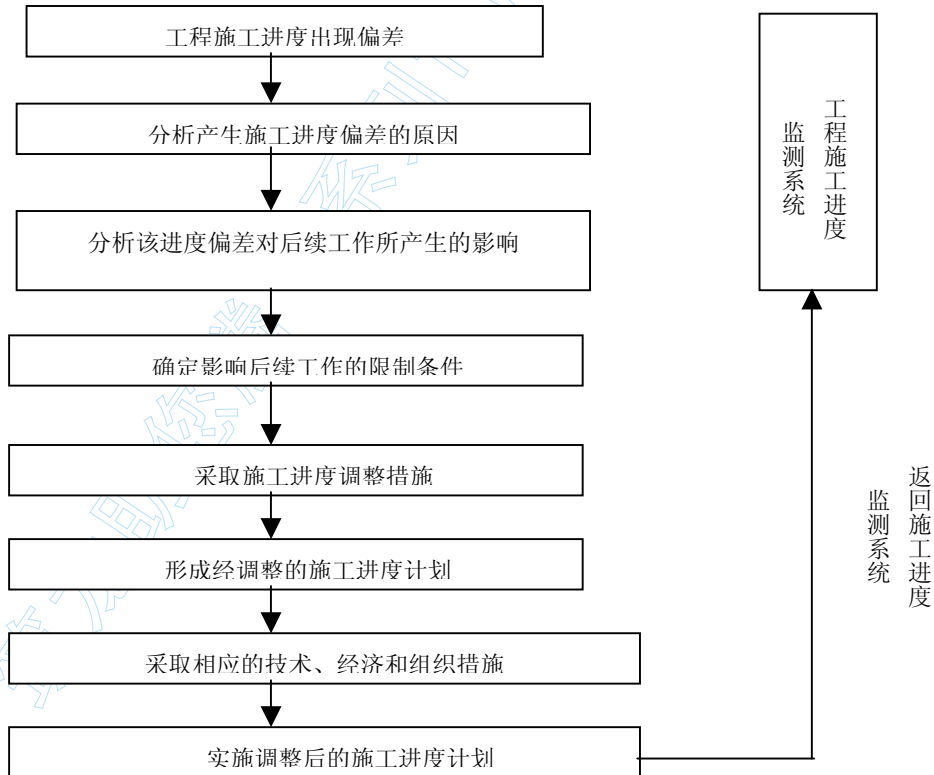 工程施工进度出现偏差
分析产生施工进度偏差的原因
分析该进度偏差对后续工作所产生的影响
确定影响后续工作的限制条件
采取施工进度调整措施
形成经调整的施工进度计划
采取相应的技术、经济和组织措施
实施调整后的施工进度计划
工程施工进度
监测系统
返回施工进度
监测系统